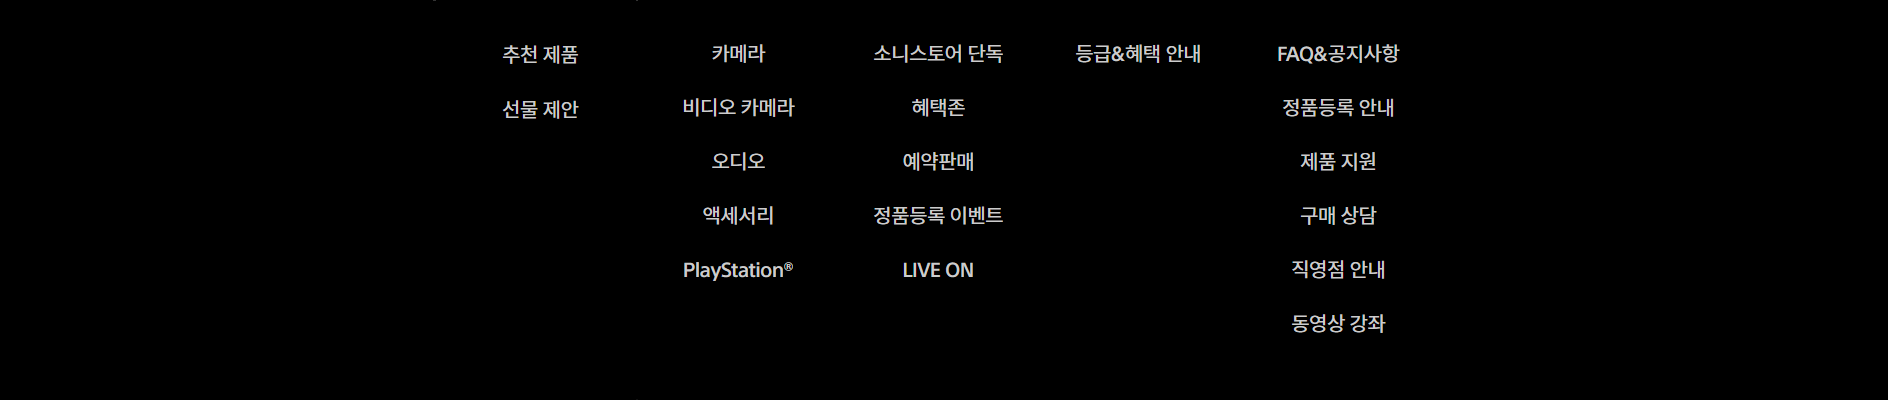 추천 제품
선물 제안
카메라
비디오 카메라
오디오
액세서리
PlayStation®
소니스토어 단독
혜택존
예약판매
정품등록 이벤트
LIVE ON
등급&혜택 안내
FAQ&공지사항
정품등록 안내
제품 지원
구매 상담
직영점 안내
동영상 강좌